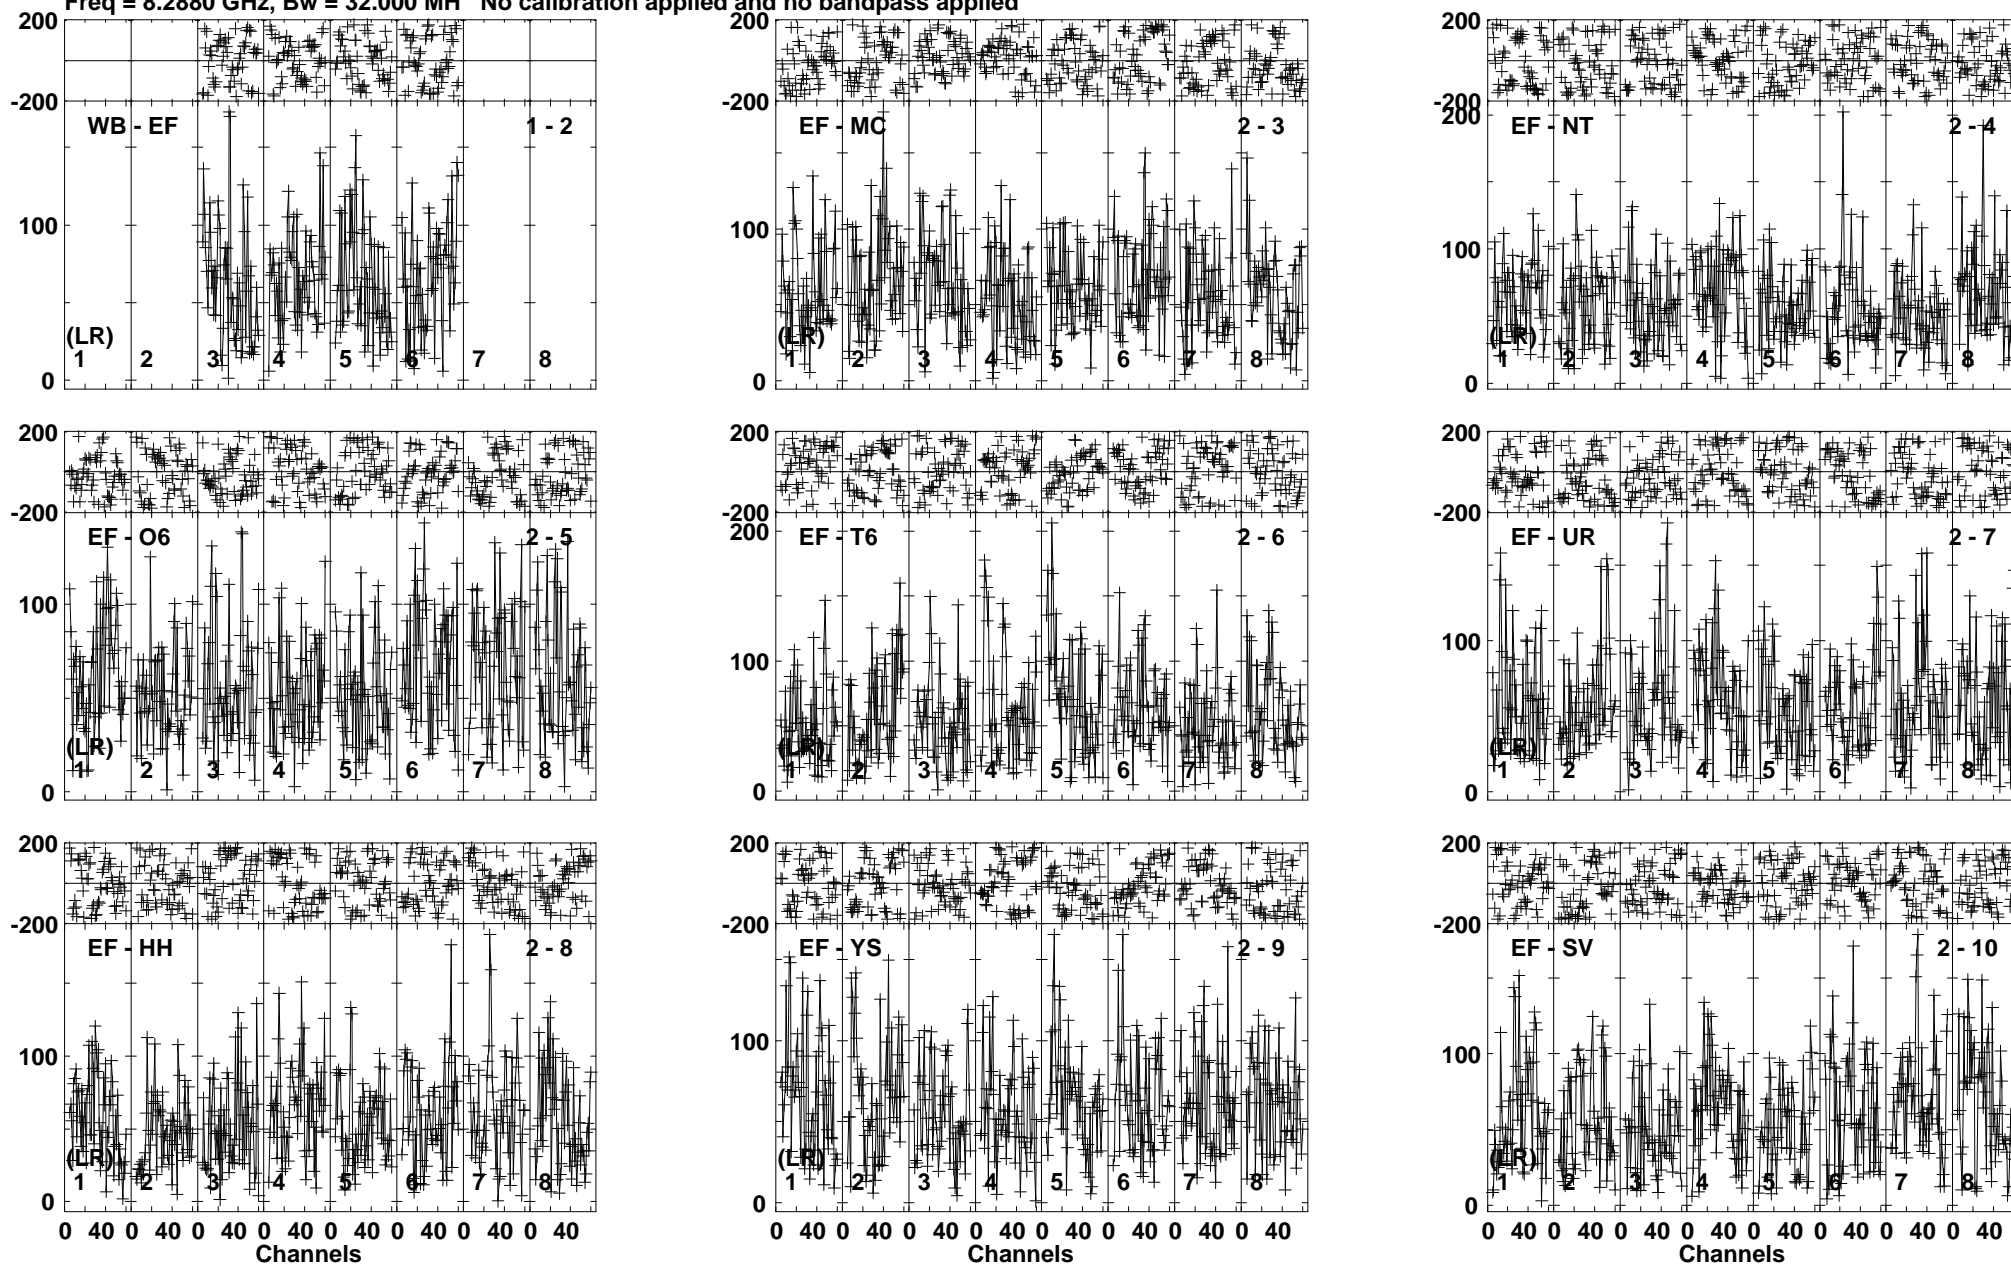 Freq = 8.2880 GHz, Bw = 32.000 MH No calibration applied and no bandpass applied
200 200 200
-200 -200 -200
WB - EF 1 - 2 EF - MC 2 - 3 EF - NT 2 - 4
200
100 100 100
(LR) (LR) (LR)
1 2 3 4 5 6 7 8 1 2 3 4 5 6 7 8 1 2 3 4 5 6 7 8
0 0 0
200 200 200
-200 -200 -200
EF - O6 2 - 5 EF - T6 2 - 6 EF - UR 2 - 7
200
100 100 100
(LR) (LR) (LR)
1 2 3 4 5 6 7 8 1 2 3 4 5 6 7 8 1 2 3 4 5 6 7 8
0 0 0
200 200 200
-200 -200 -200
EF - HH 2 - 8 EF - YS 2 - 9 EF - SV 2 - 10
100 100 100
(LR) (LR) (LR)
1 2 3 4 5 6 7 8 1 2 3 4 5 6 7 8 1 2 3 4 5 6 7 8
0 0 0
0 40 0 40 0 40 0 40 0 40 0 40 0 40 0 40 0 40 0 40 0 40 0 40 0 40 0 40 0 40 0 40 0 40 0 40 0 40 0 40 0 40 0 40 0 40 0 40
Channels Channels Channels